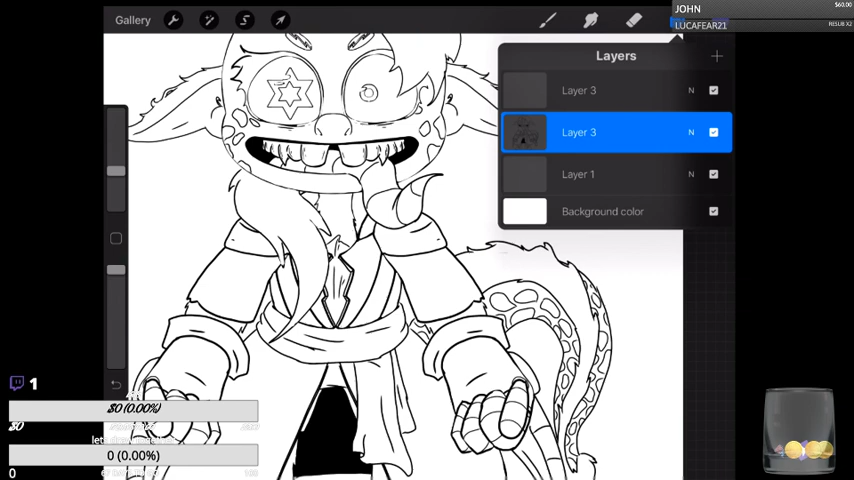 Gallery
JOHN
$60.00
LUCAFEAR21
RESUB X2
Layers
Layer 3
N
Layer 3
N
Layer 1
N
Background color
1
$0 (0.00%)
$0
0 (0.00%)
0